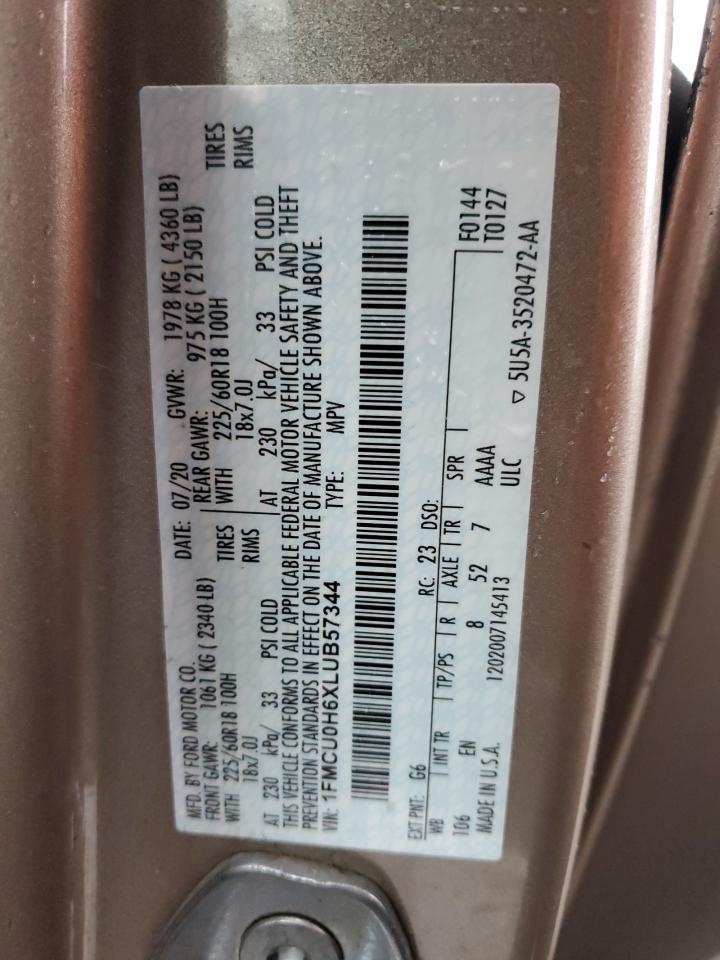 MFD. BY FORD MOTOR CO.
DATE: 07/20 GVWR: 1978 KG ( 4360 LB)
FRONT GAWR: 1061 KG ( 2340 LB) REAR GAWR: 975 KG ( 2150 LB)
WITH 225/60R18 100H TIRES WITH 225/60R18 100H TIRES
18x7.0J RIMS 18x7.0J RIMS
AT 230 kPa/ 33 PSI COLD AT 230 kPa/ 33 PSI COLD
THIS VEHICLE CONFORMS TO ALL APPLICABLE FEDERAL MOTOR VEHICLE SAFETY AND THEFT
PREVENTION STANDARDS IN EFFECT ON THE DATE OF MANUFACTURE SHOWN ABOVE.
VIN: 1FMCU0H6XLUB57344 TYPE: MPV
EXT PNT: G6 RC: 23 DSO:
WB INT TR TP/PS R AXLE TR SPR F0144
106 EN 8 52 7 AAAA T0127
MADE IN U.S.A. 1202007145413 ULC
▽ 5U5A-3520472-AA